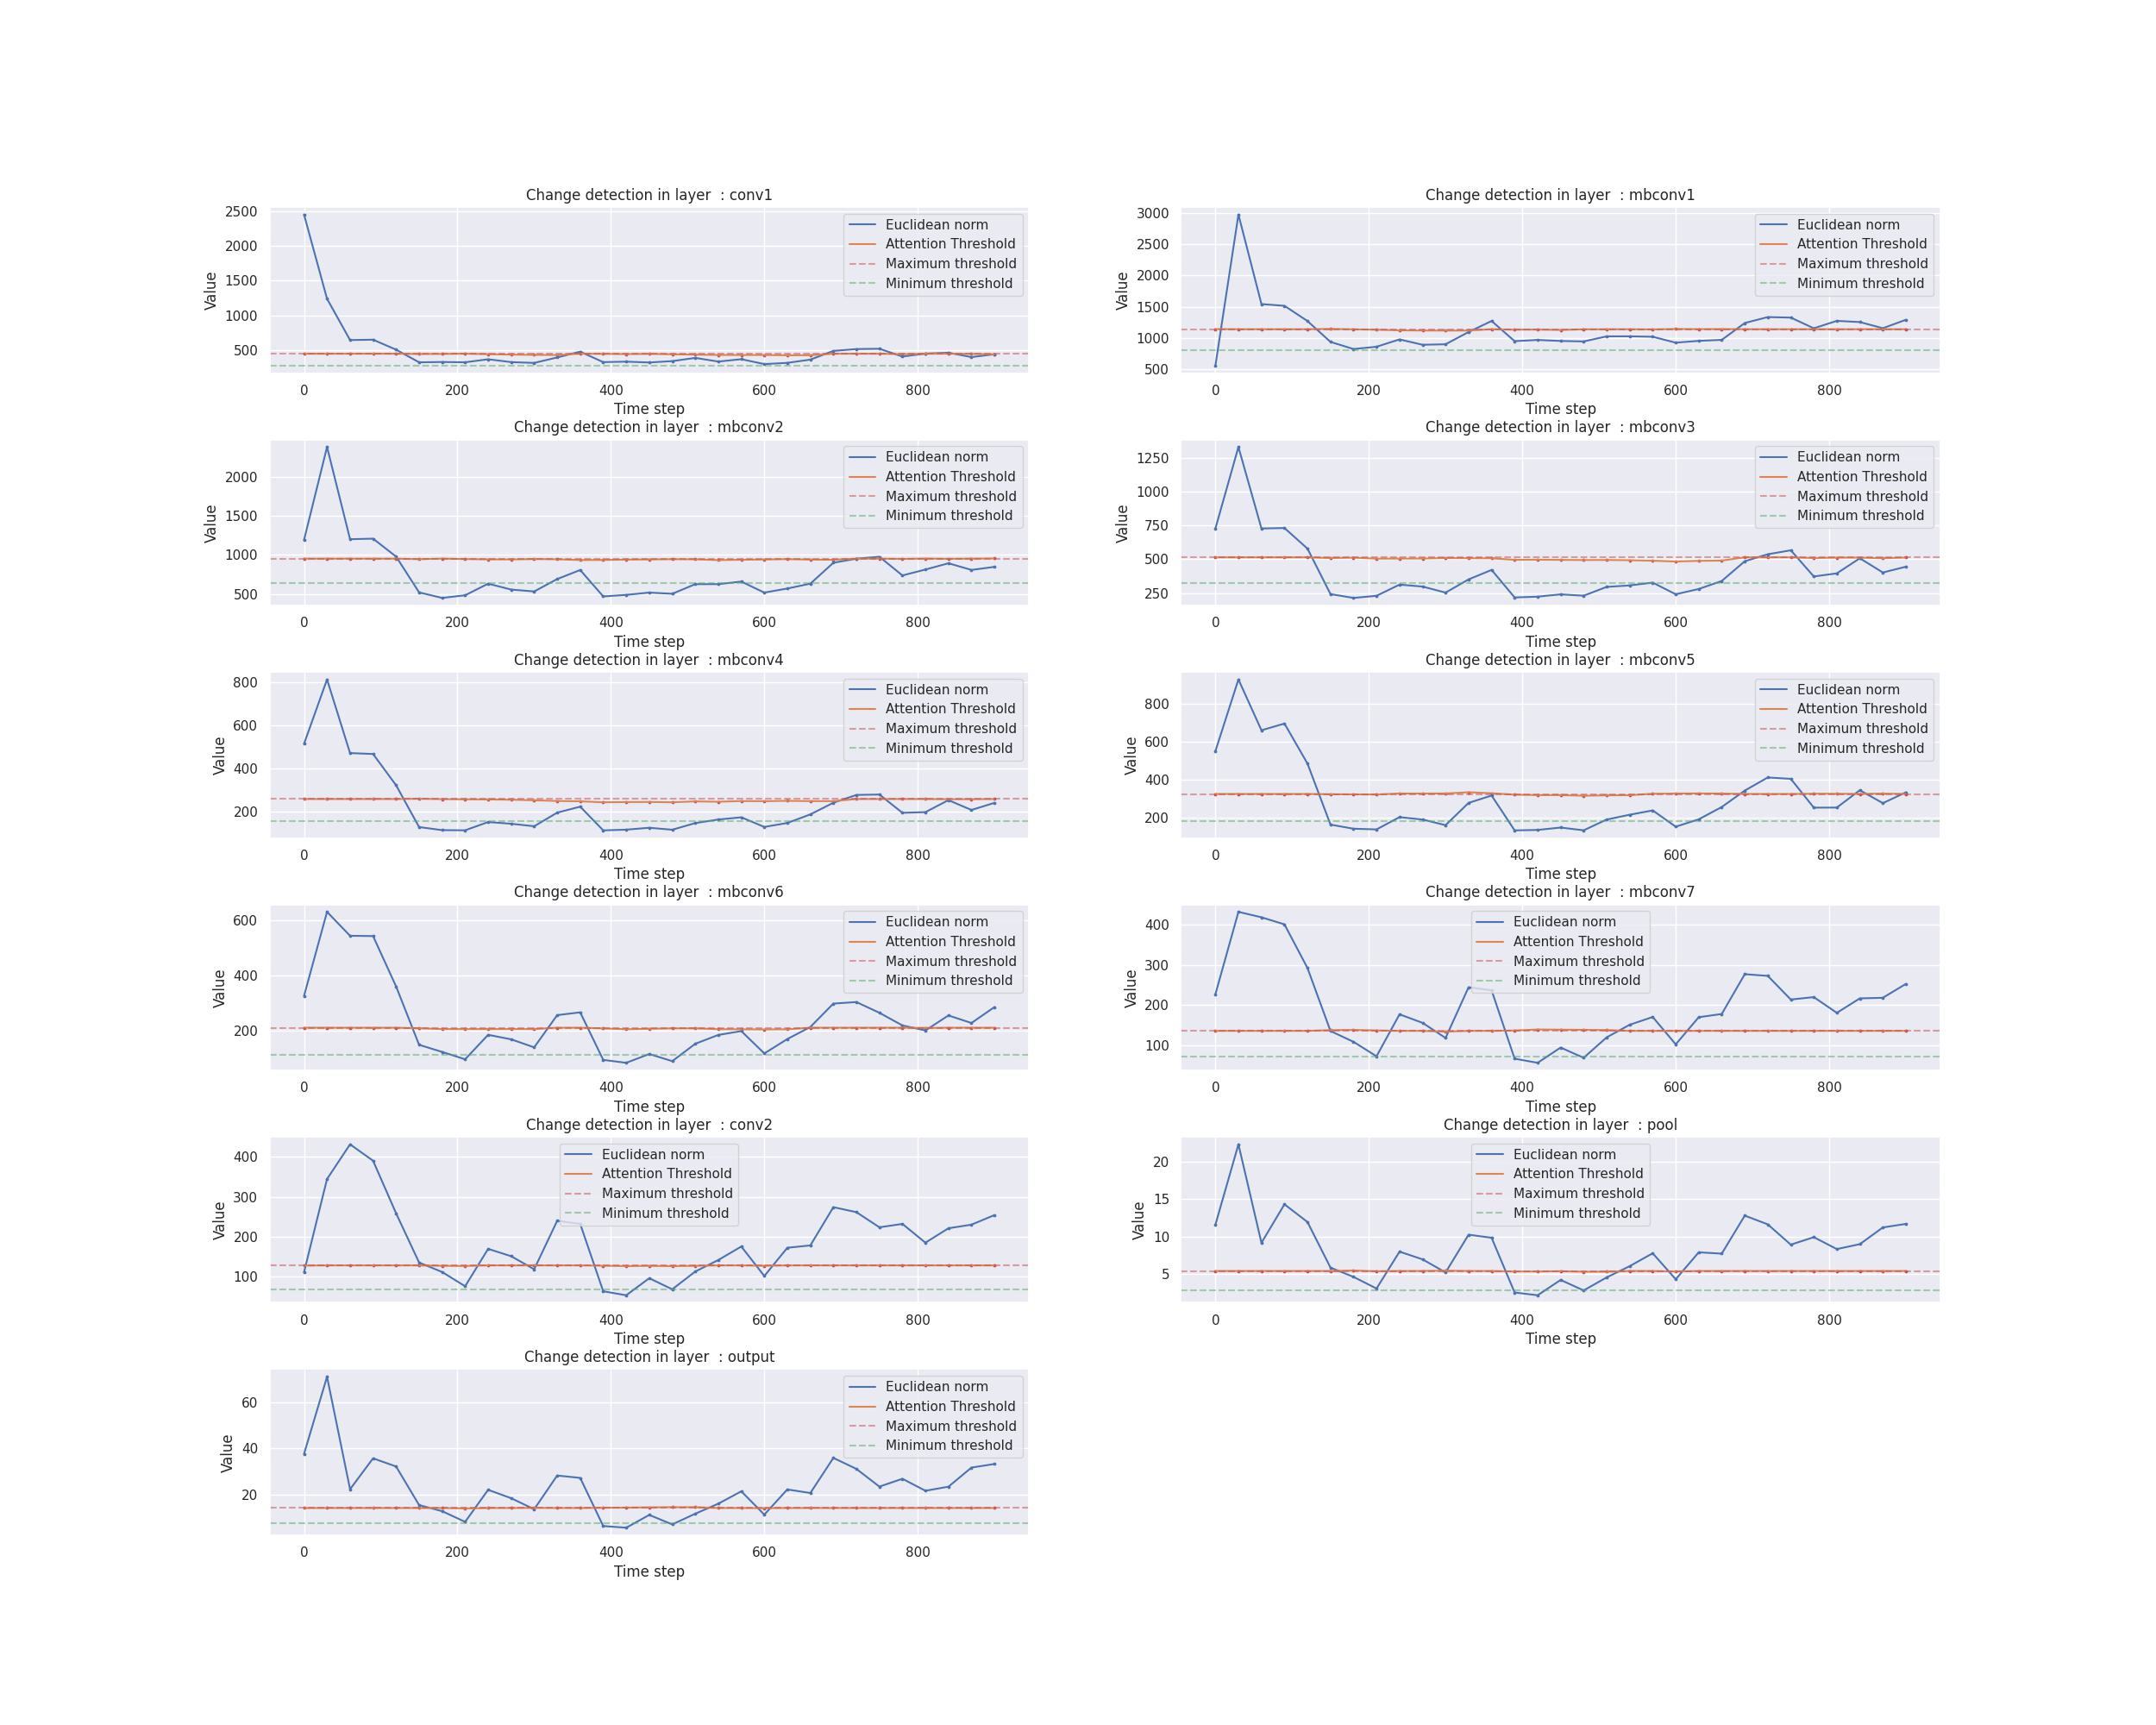 Change detection in layer  : conv1
2500
2000
1500
1000
500
Value
Euclidean norm
Attention Threshold
Maximum threshold
Minimum threshold
0 200 400 600 800
Time step
Change detection in layer  : mbconv1
3000
2500
2000
1500
1000
500
Value
Euclidean norm
Attention Threshold
Maximum threshold
Minimum threshold
0 200 400 600 800
Time step
Change detection in layer  : mbconv2
2000
1500
1000
500
Value
Euclidean norm
Attention Threshold
Maximum threshold
Minimum threshold
0 200 400 600 800
Time step
Change detection in layer  : mbconv3
1250
1000
750
500
250
Value
Euclidean norm
Attention Threshold
Maximum threshold
Minimum threshold
0 200 400 600 800
Time step
Change detection in layer  : mbconv4
800
600
400
200
Value
Euclidean norm
Attention Threshold
Maximum threshold
Minimum threshold
0 200 400 600 800
Time step
Change detection in layer  : mbconv5
800
600
400
200
Value
Euclidean norm
Attention Threshold
Maximum threshold
Minimum threshold
0 200 400 600 800
Time step
Change detection in layer  : mbconv6
600
400
200
Value
Euclidean norm
Attention Threshold
Maximum threshold
Minimum threshold
0 200 400 600 800
Time step
Change detection in layer  : mbconv7
400
300
200
100
Value
Euclidean norm
Attention Threshold
Maximum threshold
Minimum threshold
0 200 400 600 800
Time step
Change detection in layer  : conv2
400
300
200
100
Value
Euclidean norm
Attention Threshold
Maximum threshold
Minimum threshold
0 200 400 600 800
Time step
Change detection in layer  : pool
20
15
10
5
Value
Euclidean norm
Attention Threshold
Maximum threshold
Minimum threshold
0 200 400 600 800
Time step
Change detection in layer  : output
60
40
20
Value
Euclidean norm
Attention Threshold
Maximum threshold
Minimum threshold
0 200 400 600 800
Time step